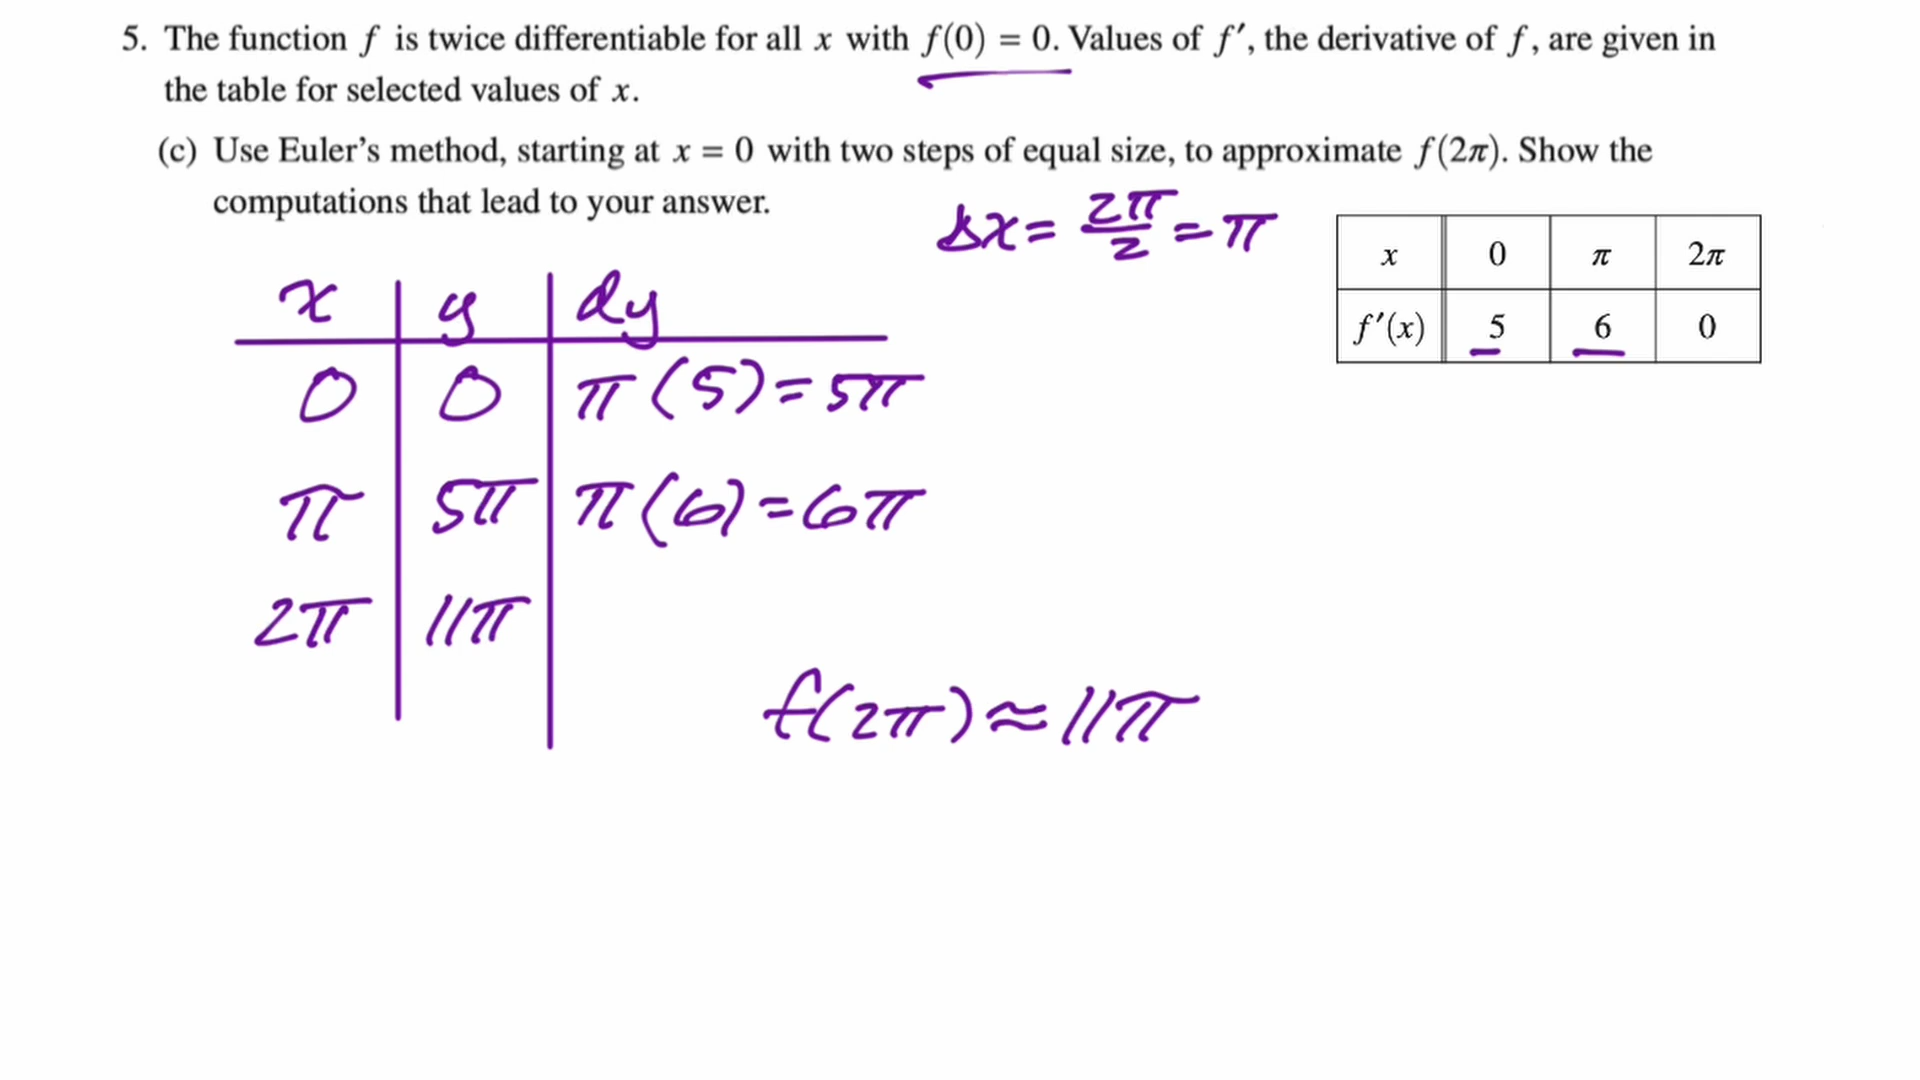 5. The function f is twice differentiable for all x with f(0) = 0. Values of f′, the derivative of f, are given in
the table for selected values of x.
(c) Use Euler's method, starting at x = 0 with two steps of equal size, to approximate f(2π). Show the
computations that lead to your answer.
Δx = 2π/2 = π
x 0 π 2π
f′(x) 5 6 0
x y dy
0 0 π(5)=5π
π 5π π(6)=6π
2π 11π
f(2π)≈11π